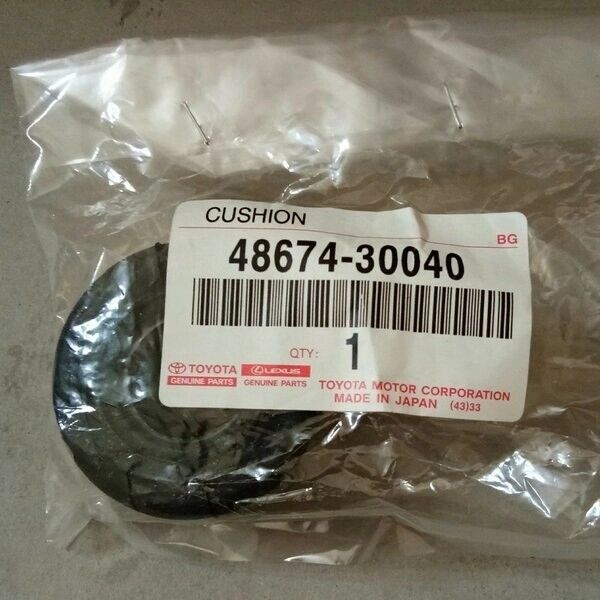 CUSHION
BG
48674-30040
QTY: 1
TOYOTA LEXUS
GENUINE PARTS GENUINE PARTS
TOYOTA MOTOR CORPORATION
MADE IN JAPAN (43)33